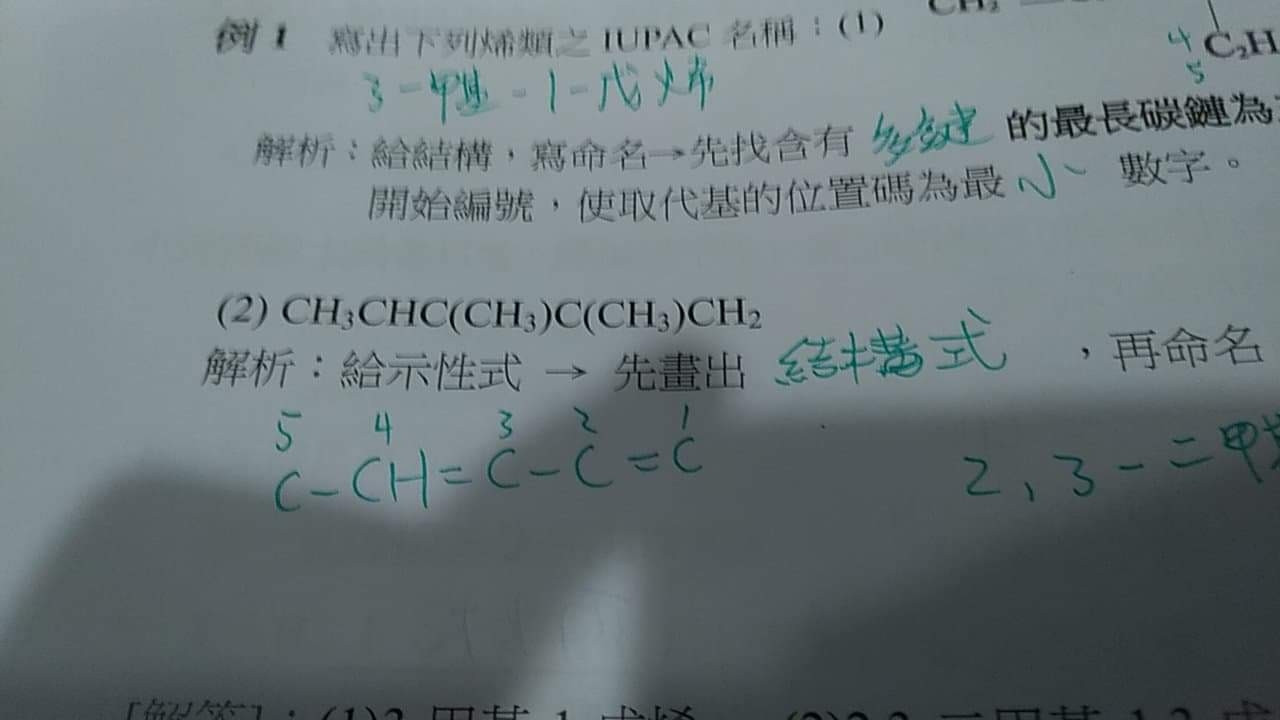 例 1 寫出下列烯類之 IUPAC 名稱：(1)
CH₂
4 C₂H
5
3-甲基-1-戊烯
解析：給結構，寫命名→先找含有 多鍵 的最長碳鏈為
開始編號，使取代基的位置碼為最 小 數字。
(2) CH₃CHC(CH₃)C(CH₃)CH₂
解析：給示性式 → 先畫出 結構式 ，再命名
5 4 3 2 1
C-CH=C-C=C
2,3-二甲基